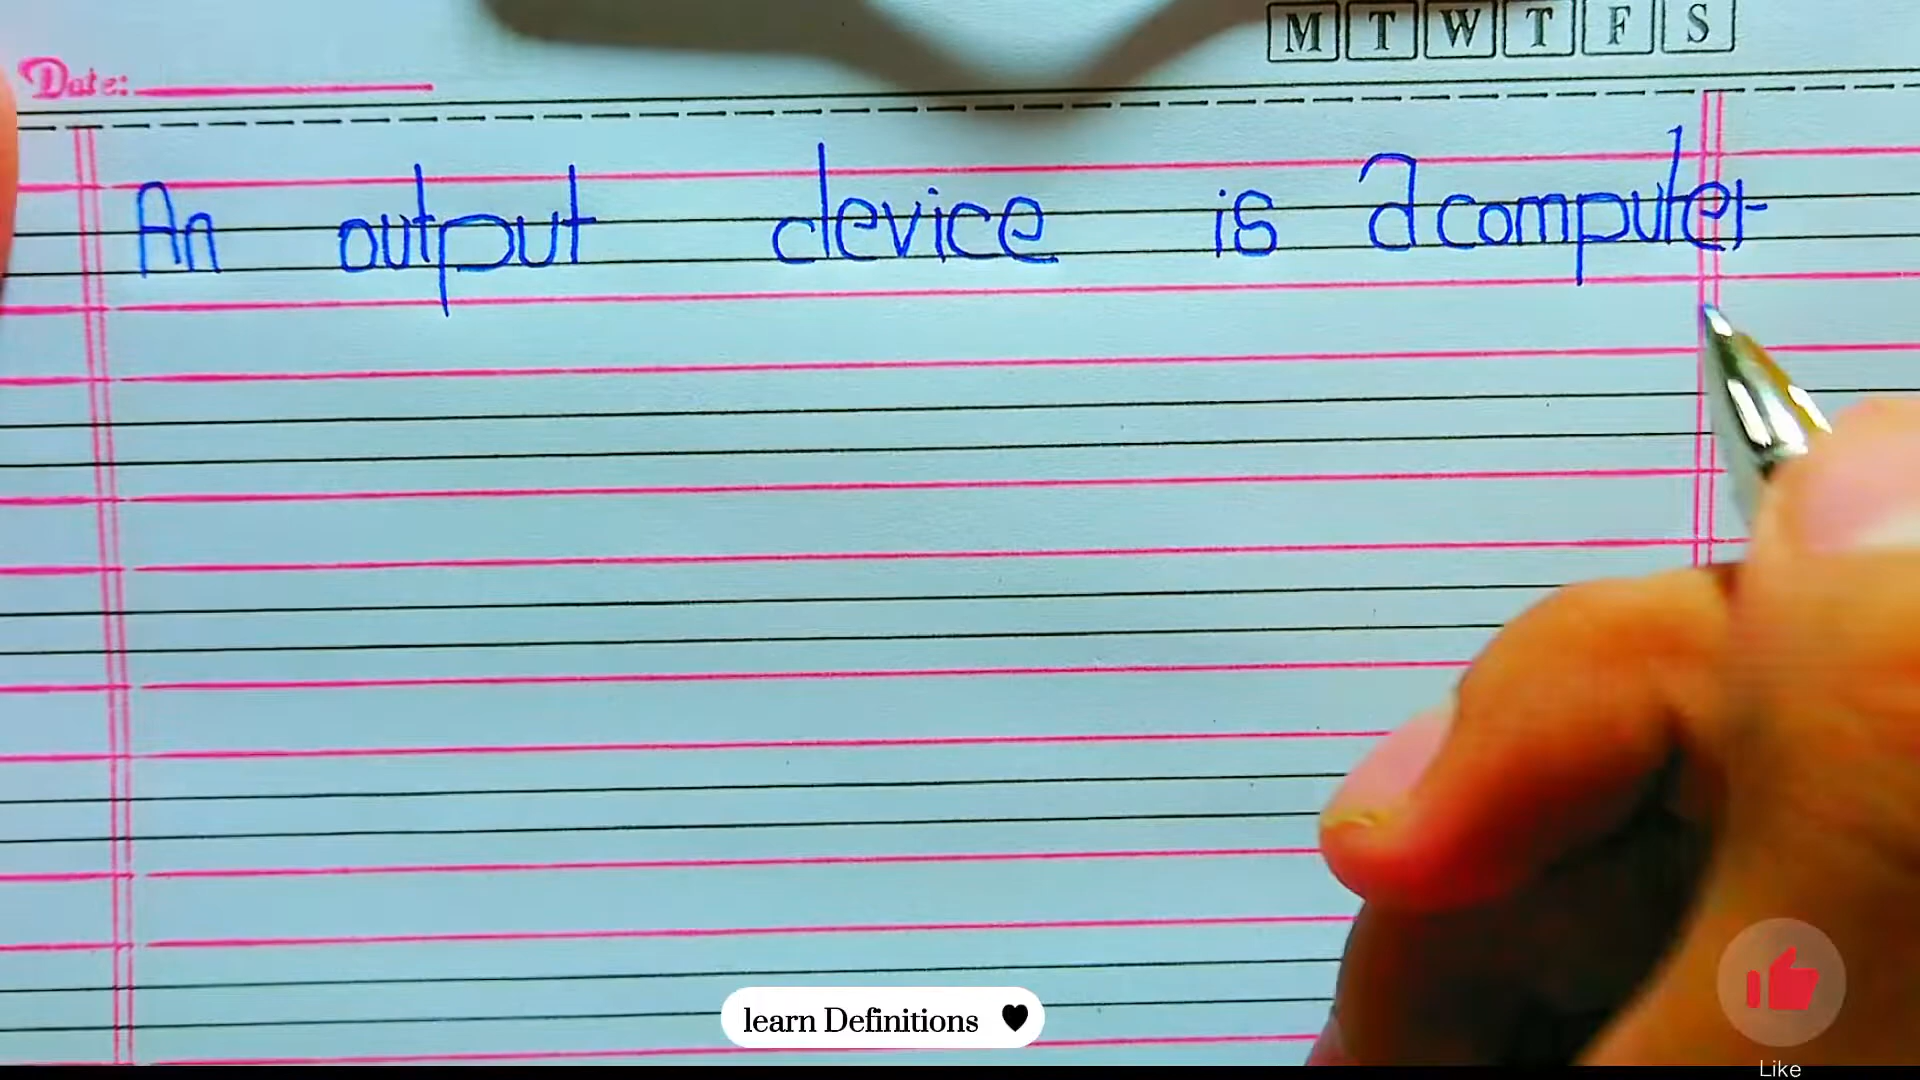 M T W T F S
Date:
An output device is a computer
learn Definitions
Like